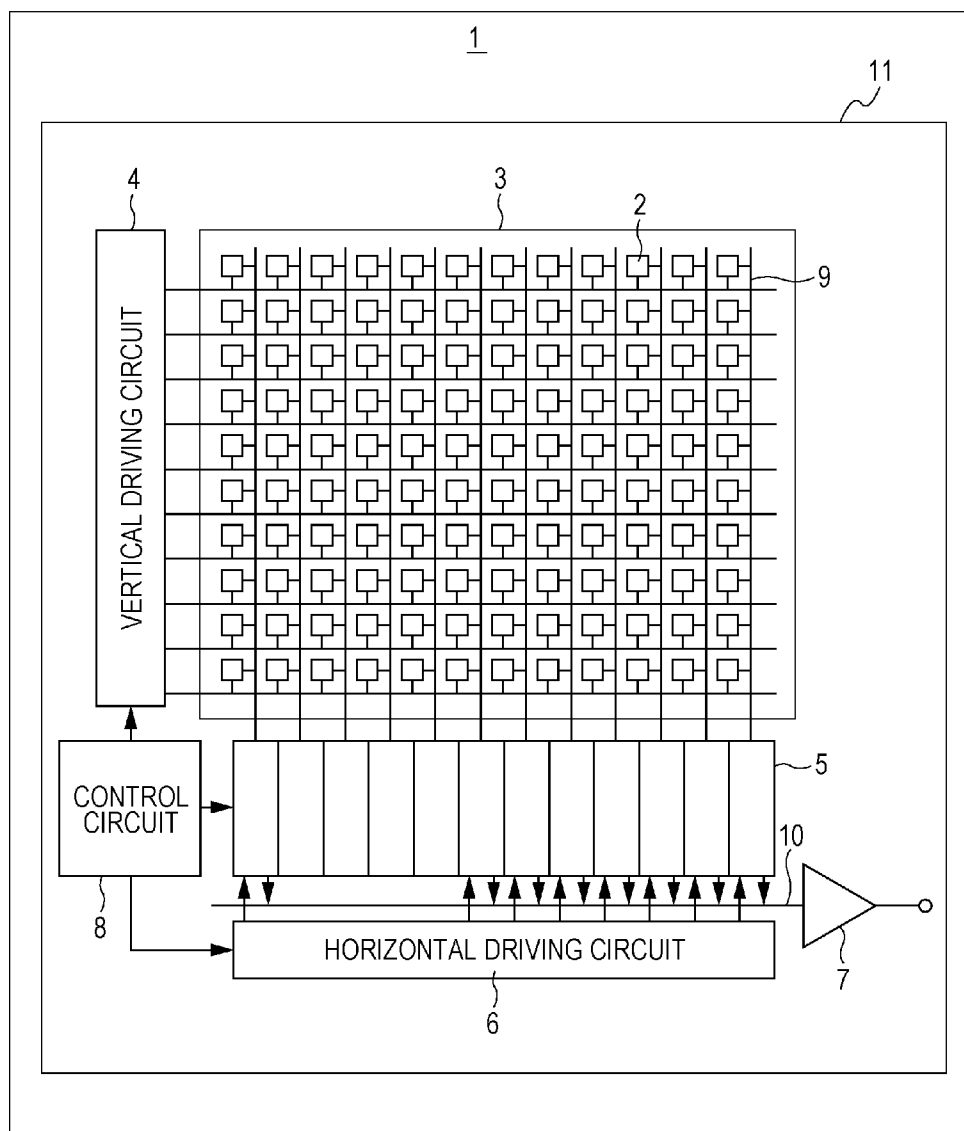 1
11
4
3
2
9
VERTICAL DRIVING CIRCUIT
5
CONTROL
CIRCUIT
10
8
HORIZONTAL DRIVING CIRCUIT
7
6